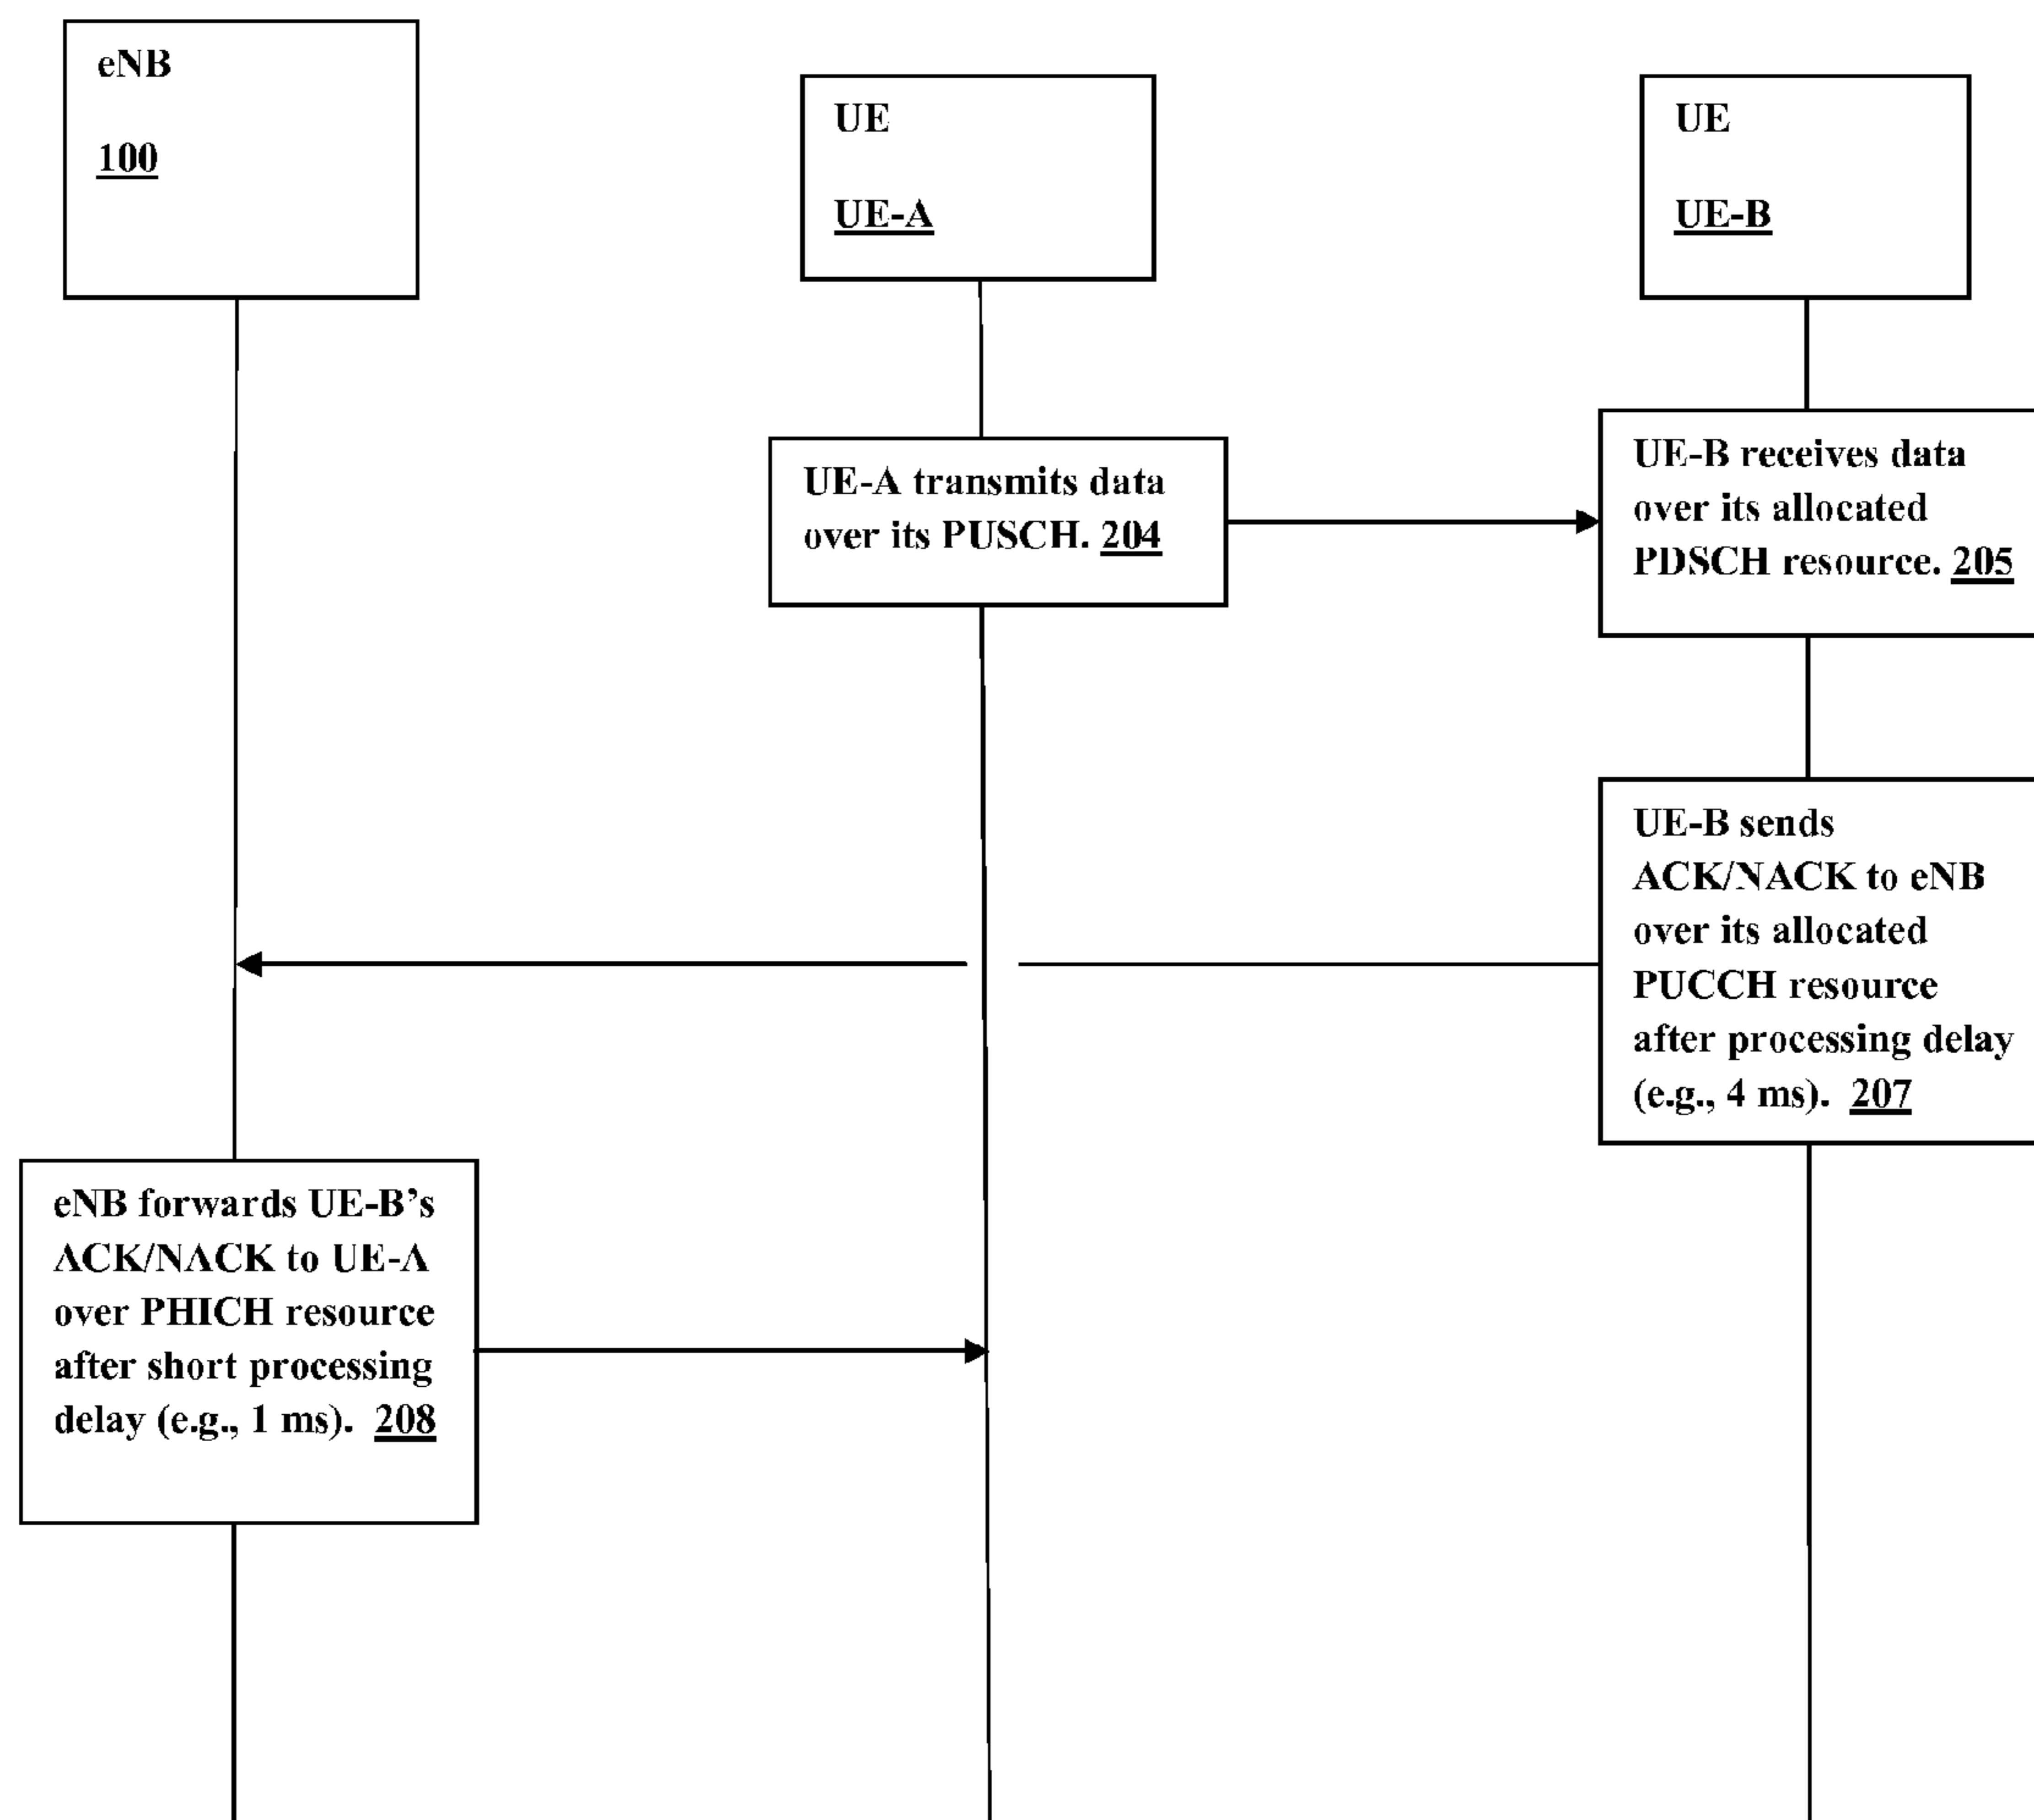 eNB
100
UE
UE-A
UE
UE-B
UE-A transmits data
over its PUSCH. 204
UE-B receives data
over its allocated
PDSCH resource. 205
UE-B sends
ACK/NACK to eNB
over its allocated
PUCCH resource
after processing delay
(e.g., 4 ms). 207
eNB forwards UE-B’s
ACK/NACK to UE-A
over PHICH resource
after short processing
delay (e.g., 1 ms). 208